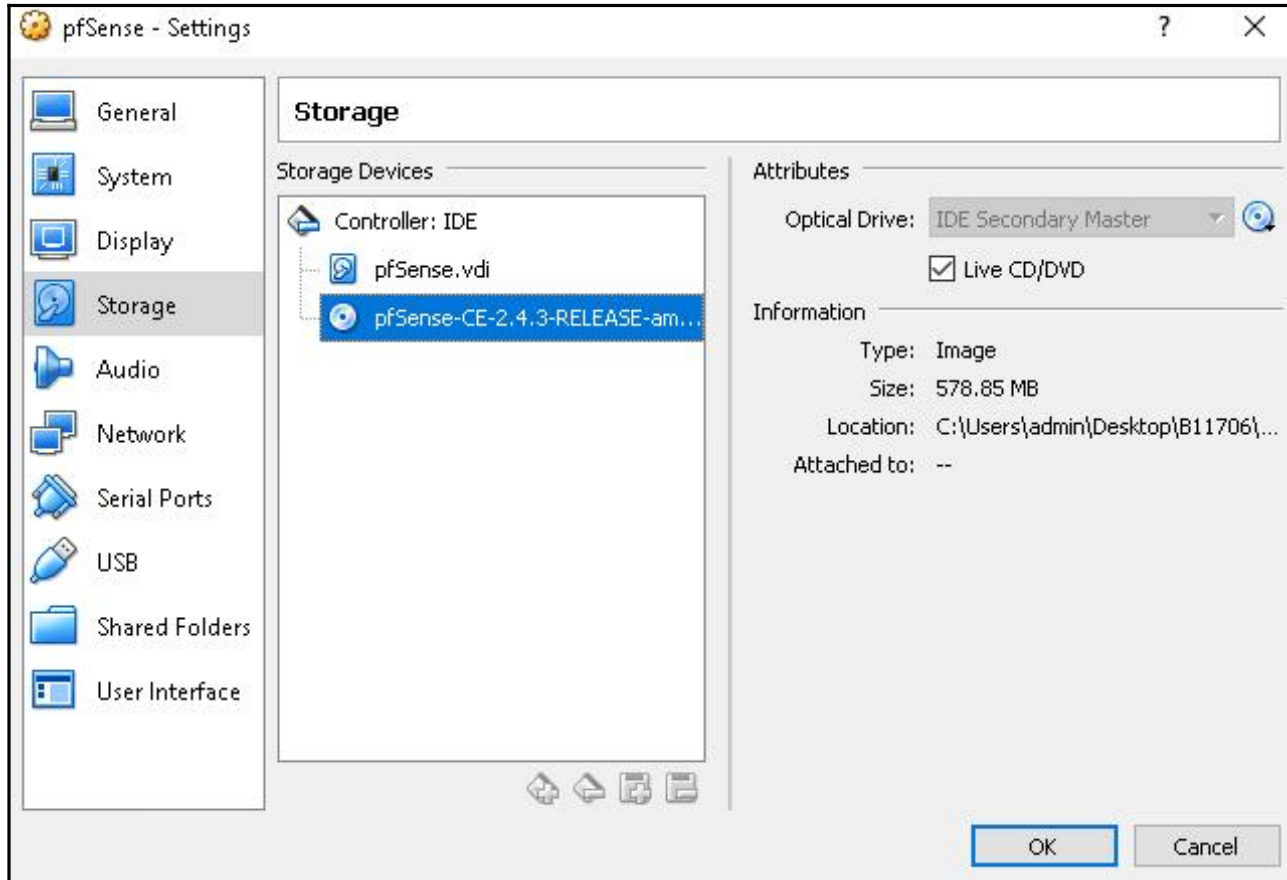 pfSense - Settings
?
General
System
Display
Storage
Audio
Network
Serial Ports
USB
Shared Folders
User Interface
Storage
Storage Devices
Controller: IDE
pfSense.vdi
pfSense-CE-2.4.3-RELEASE-am...
Attributes
Optical Drive: IDE Secondary Master
Live CD/DVD
Information
Type: Image
Size: 578.85 MB
Location: C:\Users\admin\Desktop\B11706\...
Attached to: --
OK Cancel